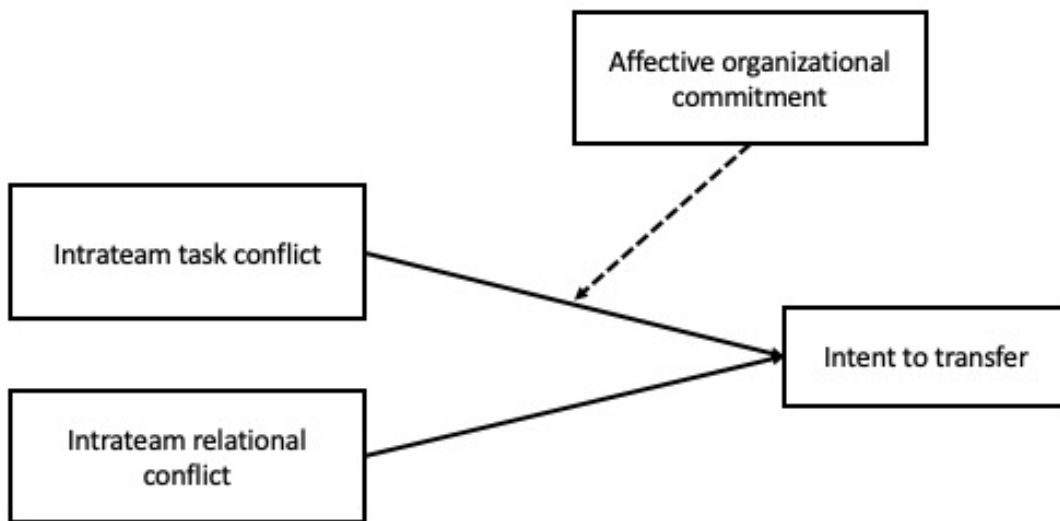 Affective organizational
commitment
Intrateam task conflict
Intent to transfer
Intrateam relational
conflict